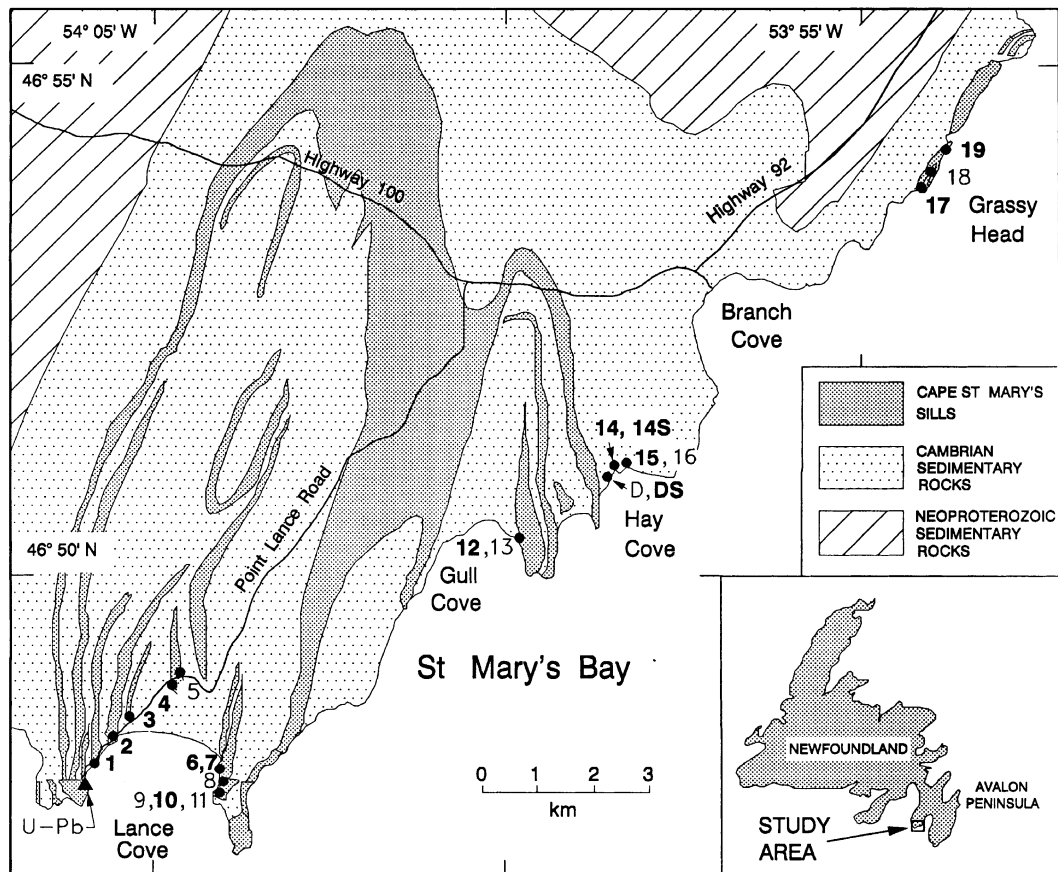 54° 05' W
53° 55' W
46° 55' N
Highway 100
Highway 92
19
18
17 Grassy
Head
Branch
Cove
CAPE ST MARY'S
SILLS
CAMBRIAN
SEDIMENTARY
ROCKS
NEOPROTEROZOIC
SEDIMENTARY
ROCKS
14, 14S
15, 16
D, DS
Hay
Cove
Point Lance Road
46° 50' N
12, 13
Gull
Cove
St Mary's Bay
5
4
3
2
1
6,7
8
9, 10, 11
U-Pb
Lance
Cove
0 1 2 3
km
NEWFOUNDLAND
AVALON
PENINSULA
STUDY
AREA